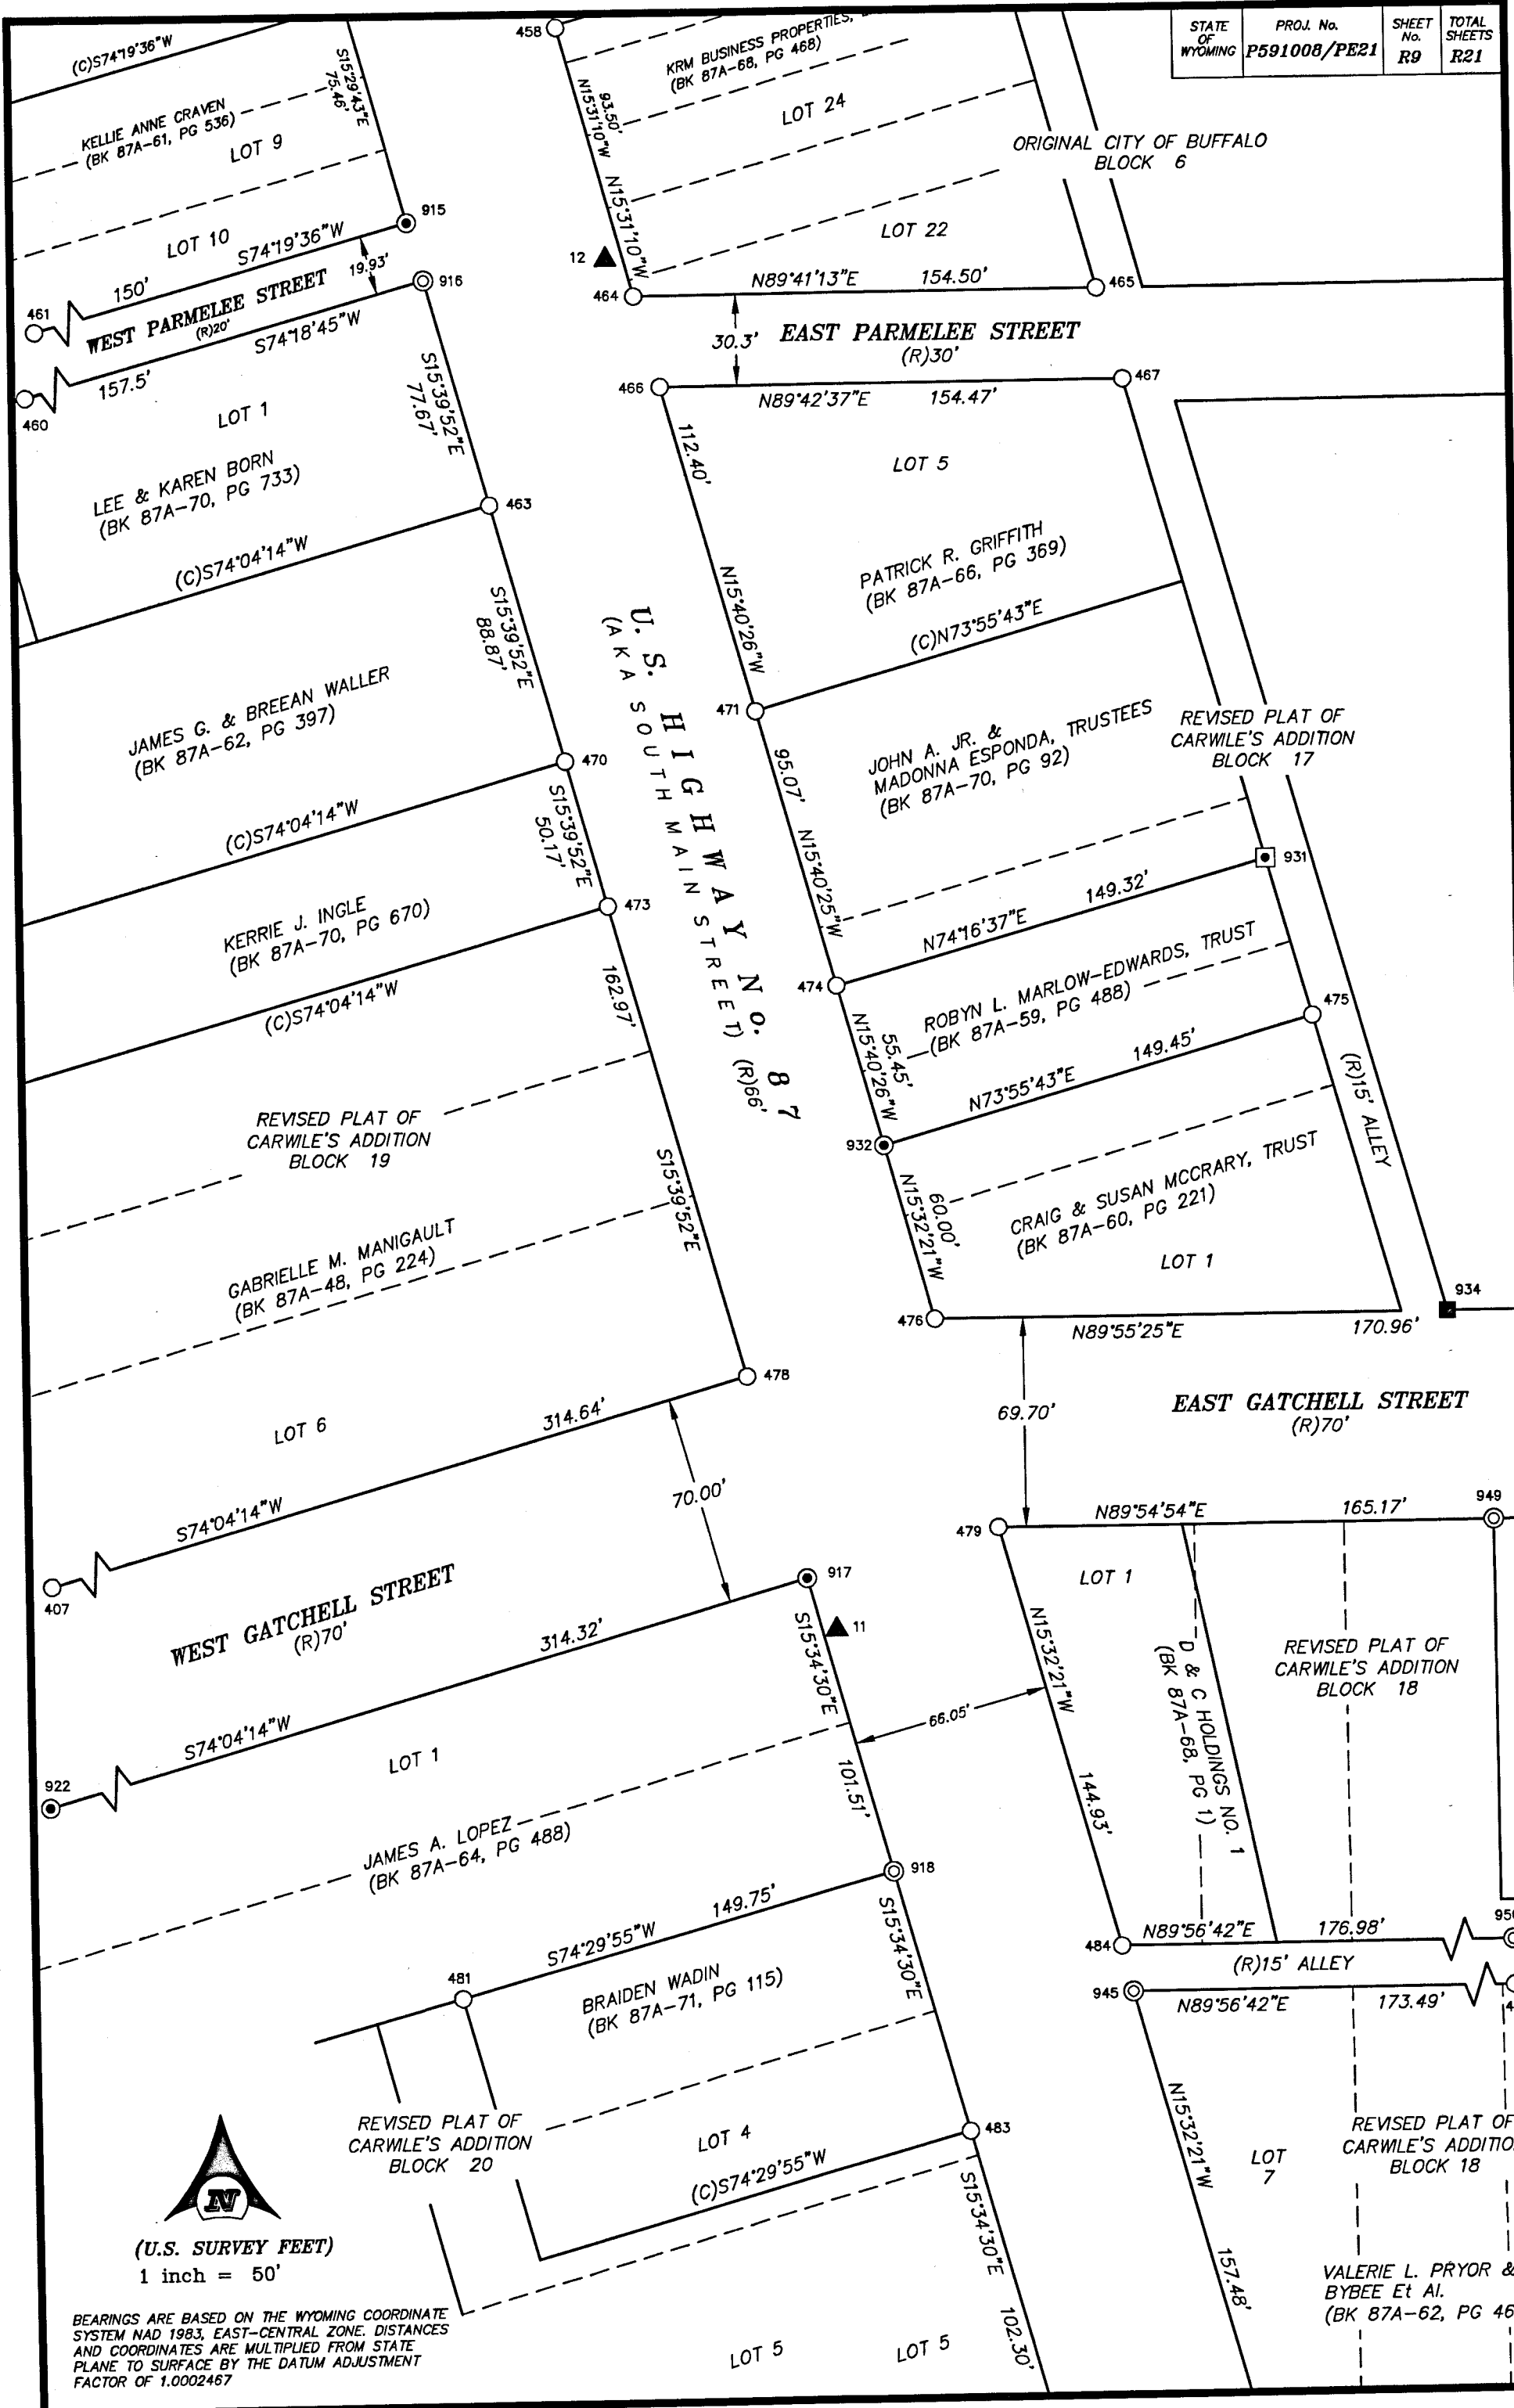 STATE
OF
WYOMING
PROJ. No.
P591008/PE21
SHEET
No.
R9
TOTAL
SHEETS
R21
(C)S74°19'36"W
S15°29'43"E
75.46'
KELLIE ANNE CRAVEN
(BK 87A-61, PG 536)
LOT 9
LOT 10
S74°19'36"W
150'
915
461
WEST PARMELEE STREET
(R)20'
19.93'
916
S74°18'45"W
157.5'
460
458
KRM BUSINESS PROPERTIES,
(BK 87A-68, PG 468)
93.50'
N15°31'10"W
N15°31'10"W
LOT 24
ORIGINAL CITY OF BUFFALO
BLOCK 6
LOT 22
12
464
N89°41'13"E 154.50'
465
30.3'
EAST PARMELEE STREET
(R)30'
466
N89°42'37"E 154.47'
467
LOT 1
S15°39'52"E
77.67'
LEE & KAREN BORN
(BK 87A-70, PG 733)
463
(C)S74°04'14"W
S15°39'52"E
88.87'
JAMES G. & BREEAN WALLER
(BK 87A-62, PG 397)
470
(C)S74°04'14"W
S15°39'52"E
50.17'
KERRIE J. INGLE
(BK 87A-70, PG 670)
473
(C)S74°04'14"W
162.97'
S15°39'52"E
REVISED PLAT OF
CARWILE'S ADDITION
BLOCK 19
GABRIELLE M. MANIGAULT
(BK 87A-48, PG 224)
478
LOT 6
314.64'
S74°04'14"W
407
U. S. HIGHWAY No. 87
(AKA SOUTH MAIN STREET) (R)66'
112.40'
N15°40'26"W
LOT 5
PATRICK R. GRIFFITH
(BK 87A-66, PG 369)
(C)N73°55'43"E
471
95.07'
N15°40'25"W
JOHN A. JR. &
MADONNA ESPONDA, TRUSTEES
(BK 87A-70, PG 92)
REVISED PLAT OF
CARWILE'S ADDITION
BLOCK 17
931
149.32'
N74°16'37"E
474
N15°40'26"W
55.45'
ROBYN L. MARLOW-EDWARDS, TRUST
(BK 87A-59, PG 488)
475
149.45'
N73°55'43"E
(R)15' ALLEY
932
60.00'
N15°32'21"W
CRAIG & SUSAN MCCRARY, TRUST
(BK 87A-60, PG 221)
LOT 1
934
476
N89°55'25"E
170.96'
69.70'
EAST GATCHELL STREET
(R)70'
70.00'
WEST GATCHELL STREET
(R)70'
917
11
314.32'
S74°04'14"W
922
S15°34'30"E
101.51'
66.05'
LOT 1
JAMES A. LOPEZ
(BK 87A-64, PG 488)
918
149.75'
S74°29'55"W
481
S15°34'30"E
BRAIDEN WADIN
(BK 87A-71, PG 115)
REVISED PLAT OF
CARWILE'S ADDITION
BLOCK 20
LOT 4
483
(C)S74°29'55"W
S15°34'30"E
102.30'
LOT 5
LOT 5
479
N89°54'54"E 165.17'
949
LOT 1
N15°32'21"W
144.93'
D & C HOLDINGS NO. 1
(BK 87A-68, PG 1)
REVISED PLAT OF
CARWILE'S ADDITION
BLOCK 18
484
N89°56'42"E 176.98'
(R)15' ALLEY
945
N89°56'42"E 173.49'
N15°32'21"W
157.48'
LOT
7
REVISED PLAT OF
CARWILE'S
BLOCK 18
VALERIE L. PRYOR &
BYBEE Et Al.
(BK 87A-62, PG
N
(U.S. SURVEY FEET)
1 inch = 50'
BEARINGS ARE BASED ON THE WYOMING COORDINATE
SYSTEM NAD 1983, EAST-CENTRAL ZONE. DISTANCES
AND COORDINATES ARE MULTIPLIED FROM STATE
PLANE TO SURFACE BY THE DATUM ADJUSTMENT
FACTOR OF 1.0002467